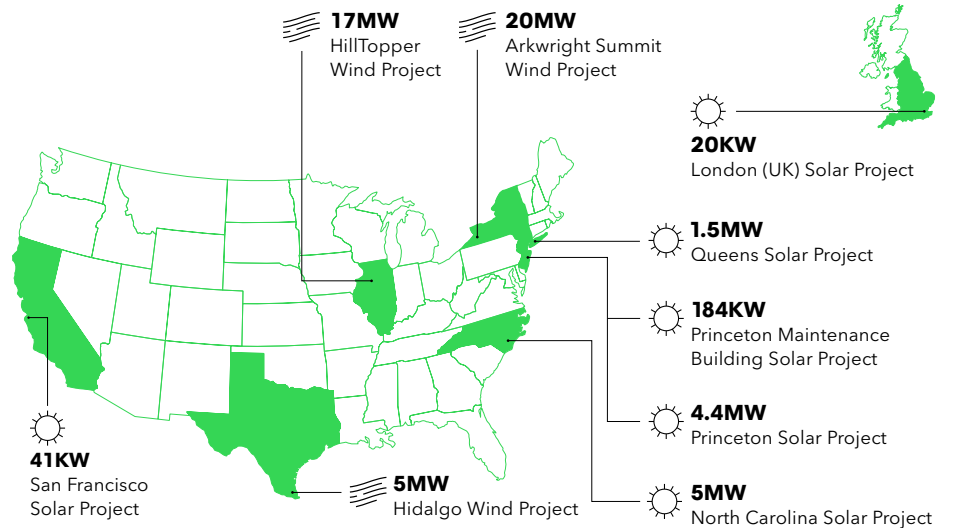 17MW
HillTopper
Wind Project
20MW
Arkwright Summit
Wind Project
20KW
London (UK) Solar Project
1.5MW
Queens Solar Project
184KW
Princeton Maintenance
Building Solar Project
4.4MW
Princeton Solar Project
41KW
San Francisco
Solar Project
5MW
Hidalgo Wind Project
5MW
North Carolina Solar Project